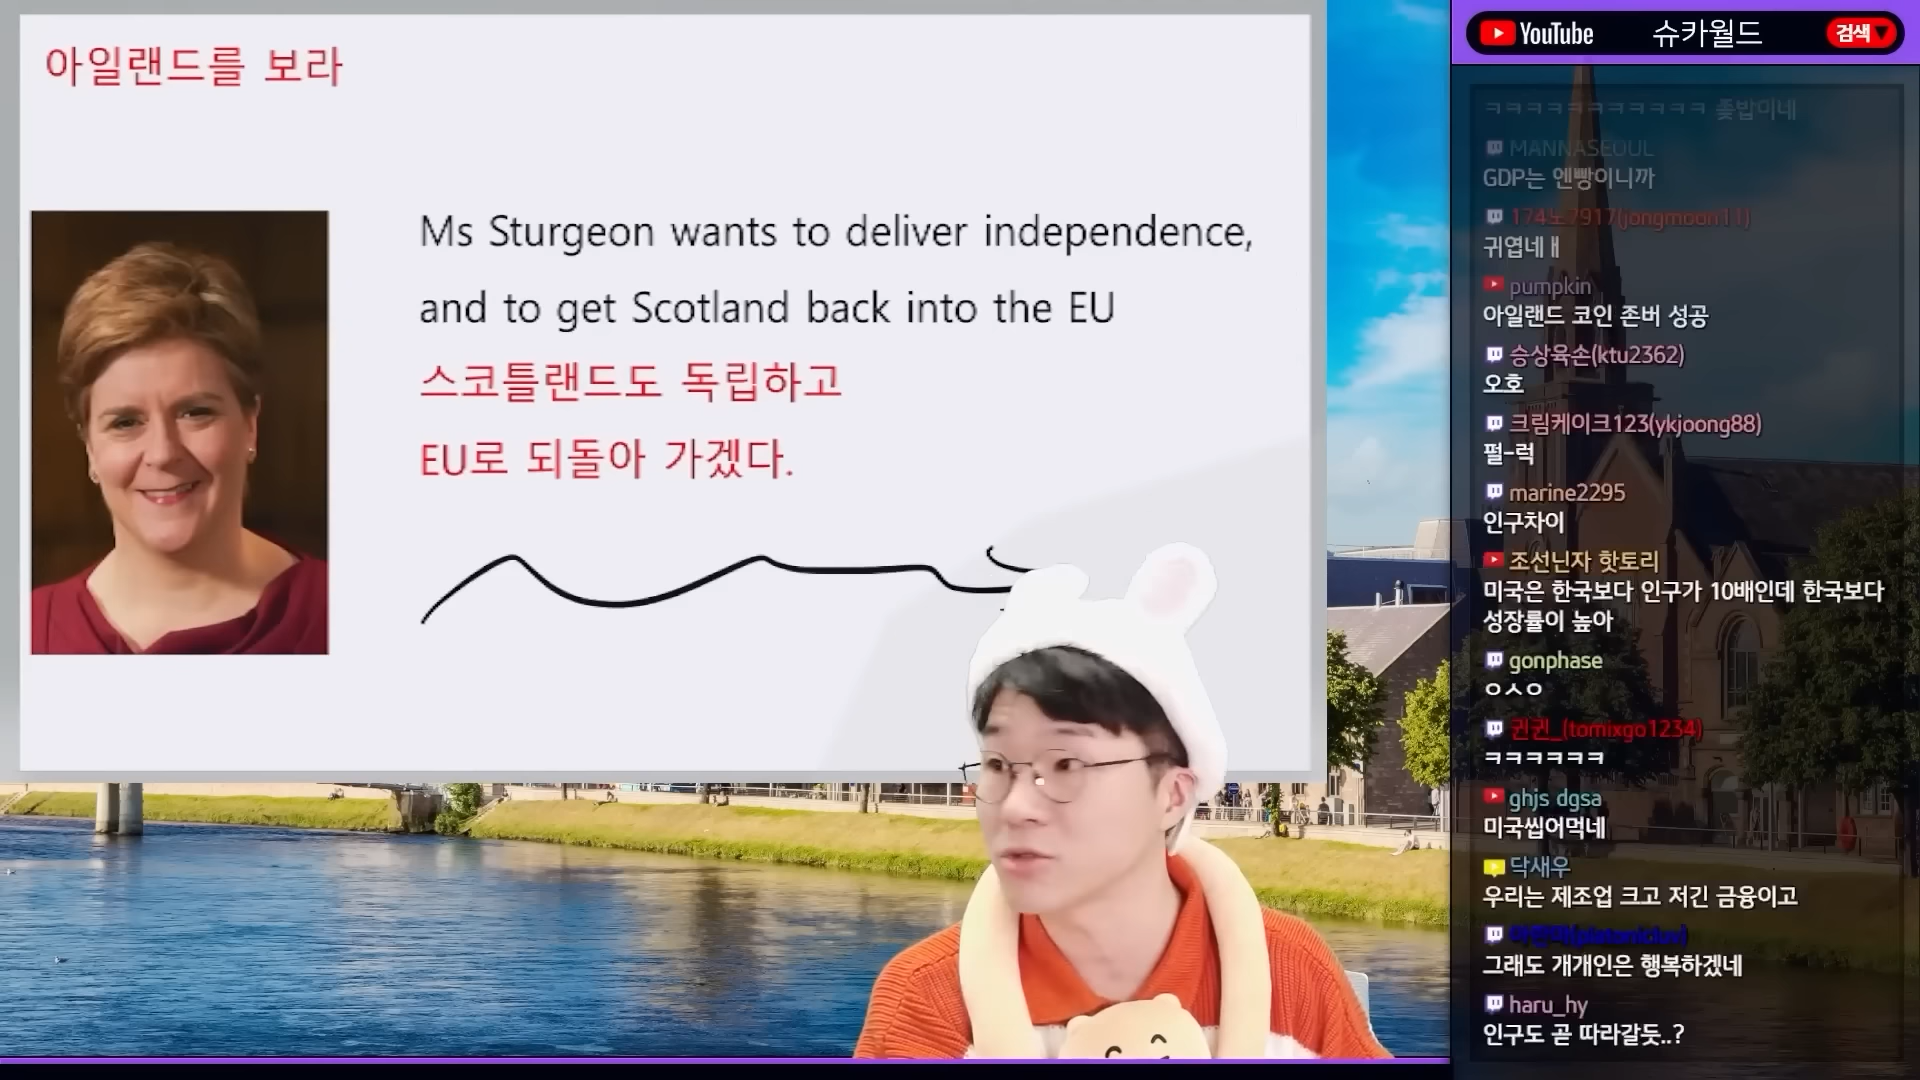 아일랜드를 보라
Ms Sturgeon wants to deliver independence,
and to get Scotland back into the EU
스코틀랜드도 독립하고
EU로 되돌아 가겠다.
YouTube 슈카월드 검색
ㅋㅋㅋㅋㅋㅋㅋㅋㅋㅋㅋ 좆밥이네
MANNASEOUL
GDP는 엔빵이니까
귀엽네ㅐ
pumpkin
아일랜드 코인 존버 성공
승상육손(ktu2362)
오호
크림케이크123(ykjoong88)
펄-럭
marine2295
인구차이
조선닌자 핫토리
미국은 한국보다 인구가 10배인데 한국보다
성장률이 높아
gonphase
ㅇㅅㅇ
귄귄_(tomixgo1234)
ㅋㅋㅋㅋㅋㅋ
ghjs dgsa
미국씹어먹네
닥새우
우리는 제조업 크고 저긴 금융이고
그래도 개개인은 행복하겠네
haru_hy
인구도 곧 따라갈듯..?